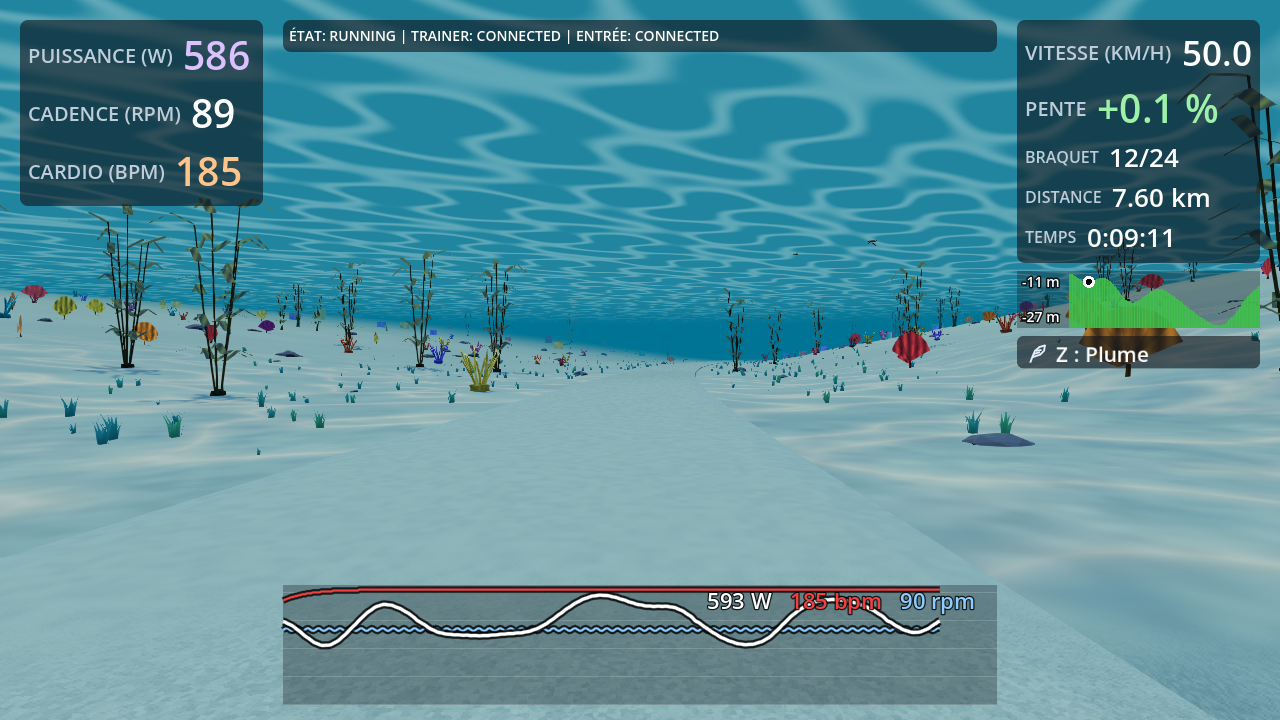 PUISSANCE (W) 586
CADENCE (RPM) 89
CARDIO (BPM) 185
ÉTAT: RUNNING | TRAINER: CONNECTED | ENTRÉE: CONNECTED
VITESSE (KM/H) 50.0
PENTE +0.1 %
BRAQUET 12/24
DISTANCE 7.60 km
TEMPS 0:09:11
-11 m
-27 m
Z : Plume
593 W 185 bpm 90 rpm